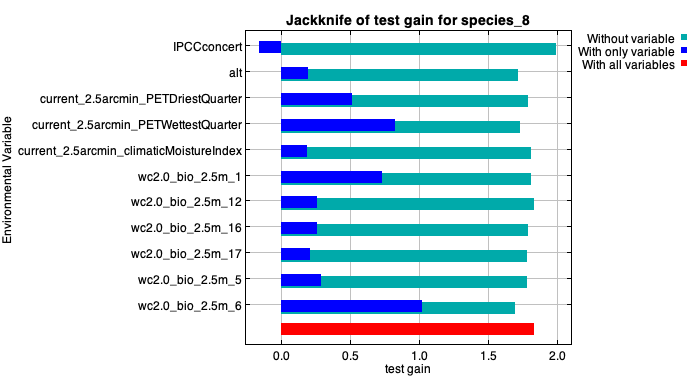 Jackknife of test gain for species_8
Without variable
With only variable
With all variables
Environmental Variable
IPCCconcert
alt
current_2.5arcmin_PETDriestQuarter
current_2.5arcmin_PETWettestQuarter
current_2.5arcmin_climaticMoistureIndex
wc2.0_bio_2.5m_1
wc2.0_bio_2.5m_12
wc2.0_bio_2.5m_16
wc2.0_bio_2.5m_17
wc2.0_bio_2.5m_5
wc2.0_bio_2.5m_6
0.0 0.5 1.0 1.5 2.0
test gain